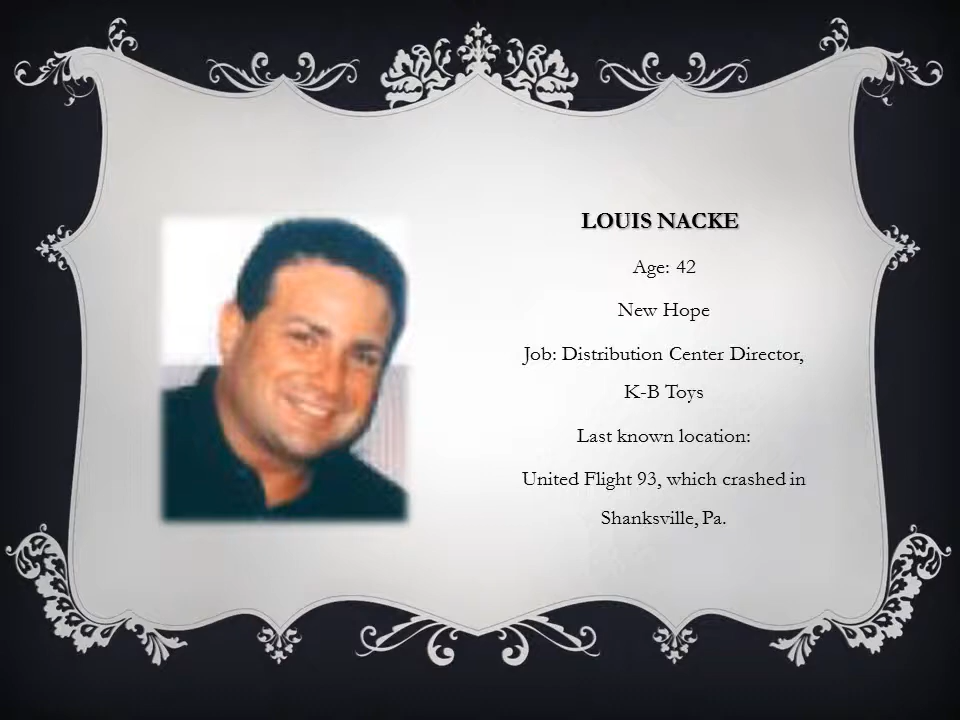 LOUIS NACKE
Age: 42
New Hope
Job: Distribution Center Director,
K-B Toys
Last known location:
United Flight 93, which crashed in
Shanksville, Pa.